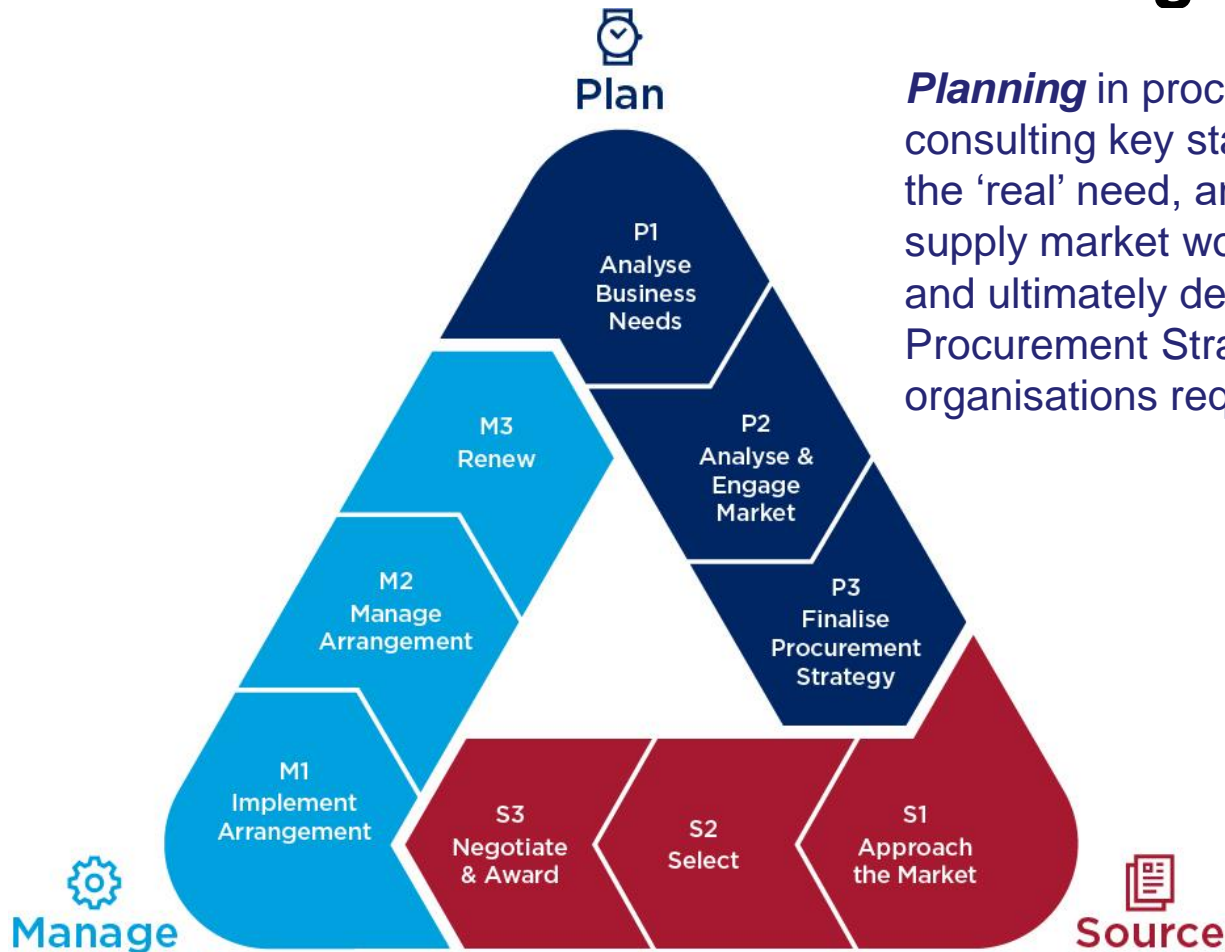 Plan
Planning in proc
consulting key sta
the ‘real’ need, a
supply market wo
and ultimately de
Procurement Stra
organisations req
P1
Analyse
Business
Needs
P2
Analyse &
Engage
Market
P3
Finalise
Procurement
Strategy
S1
Approach
the Market
S2
Select
S3
Negotiate
& Award
M1
Implement
Arrangement
M2
Manage
Arrangement
M3
Renew
Manage
Source